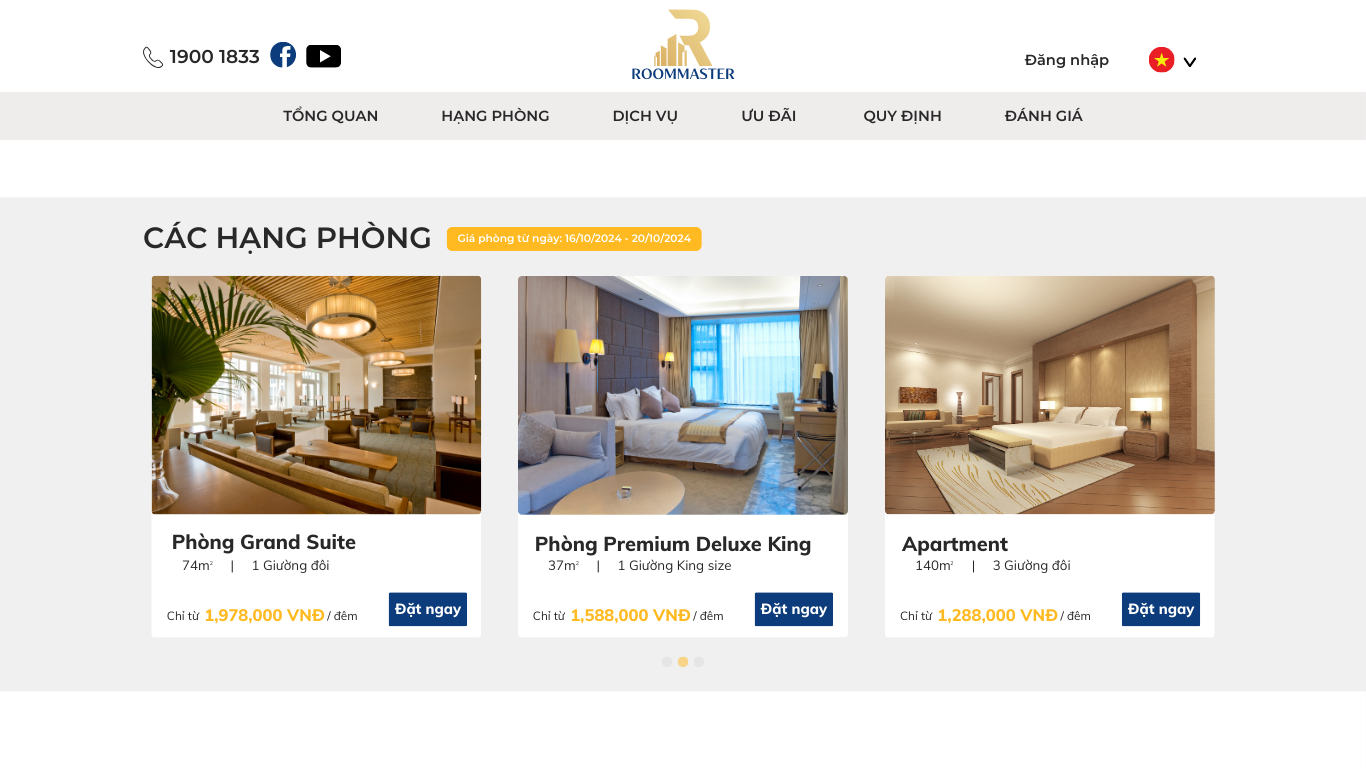 1900 1833
ROOMMASTER
Đăng nhập
TỔNG QUAN HẠNG PHÒNG DỊCH VỤ ƯU ĐÃI QUY ĐỊNH ĐÁNH GIÁ
CÁC HẠNG PHÒNG
Giá phòng từ ngày: 16/10/2024 - 20/10/2024
Phòng Grand Suite
74m² | 1 Giường đôi
Chỉ từ 1,978,000 VNĐ / đêm
Đặt ngay
Phòng Premium Deluxe King
37m² | 1 Giường King size
Chỉ từ 1,588,000 VNĐ / đêm
Đặt ngay
Apartment
140m² | 3 Giường đôi
Chỉ từ 1,288,000 VNĐ / đêm
Đặt ngay